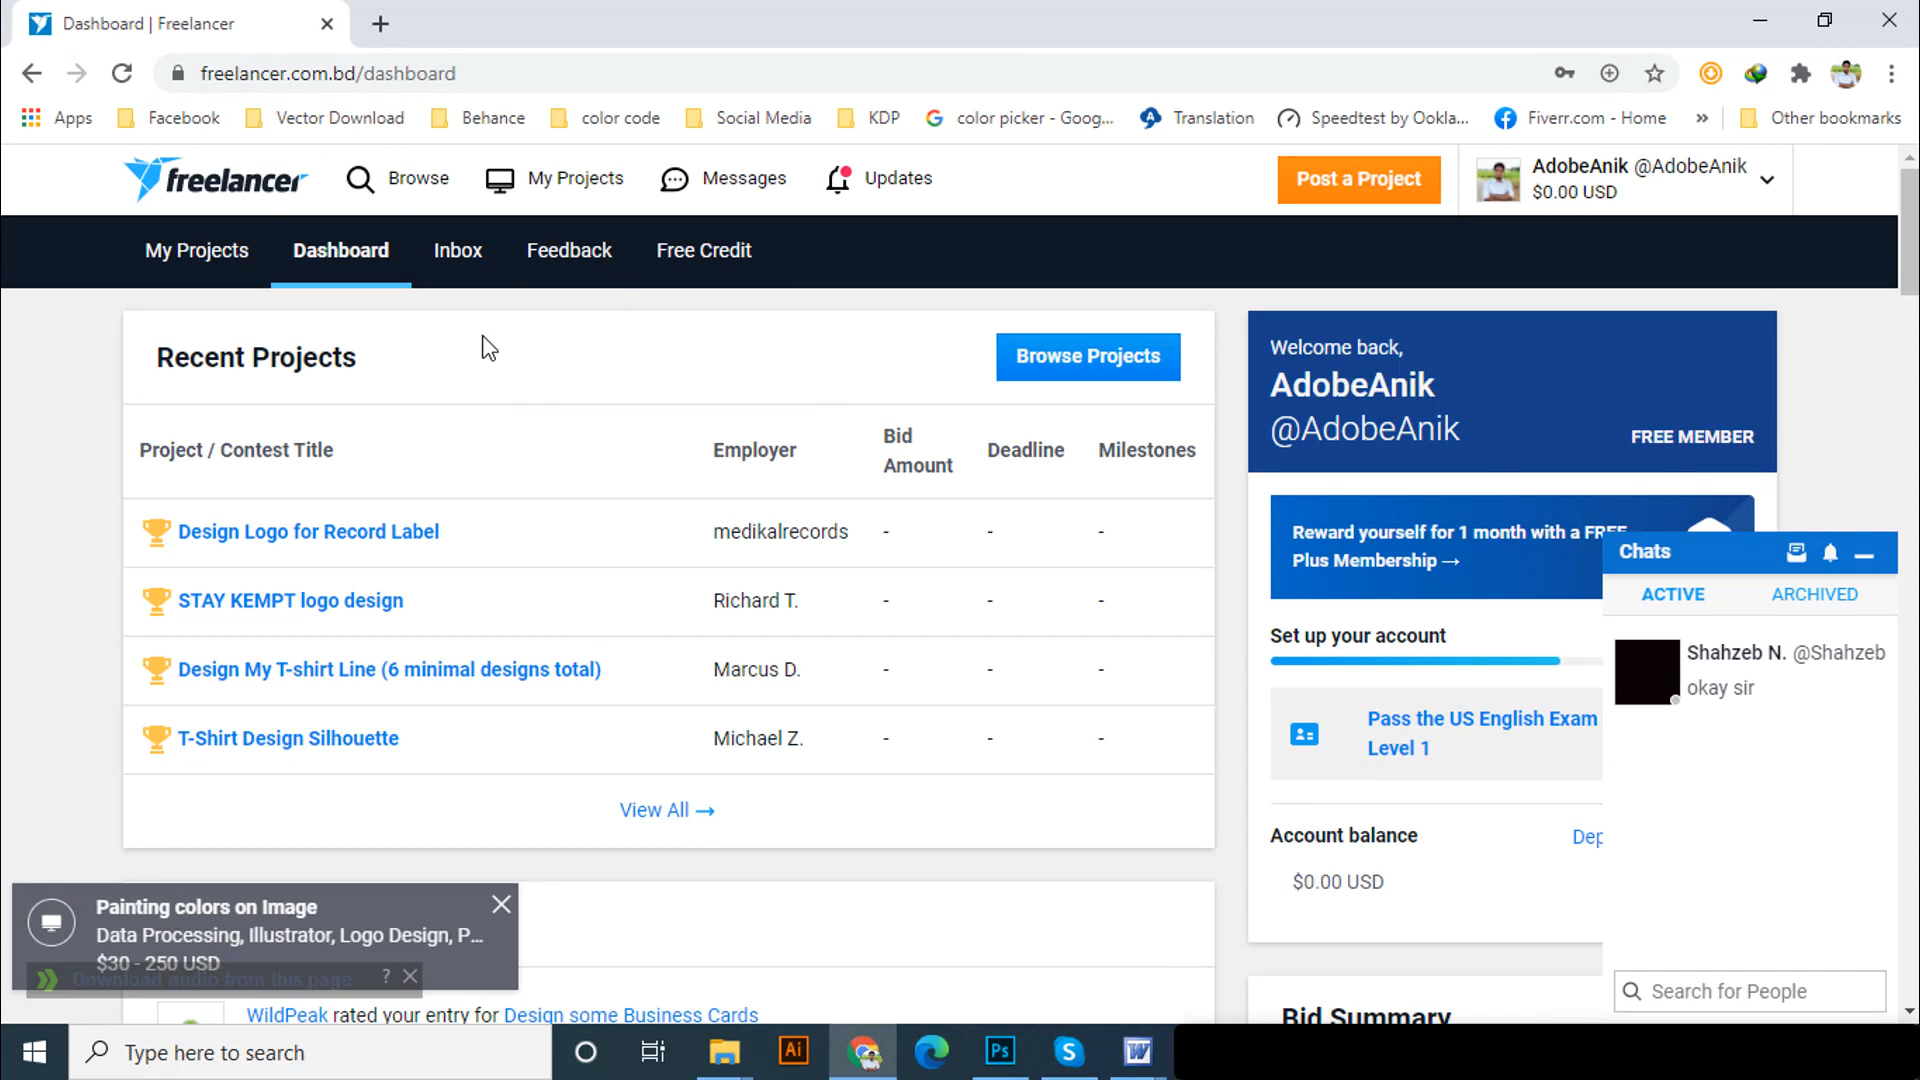 Dashboard | Freelancer
freelancer.com.bd/dashboard
Apps Facebook Vector Download Behance color code Social Media KDP color picker - Goog... Translation Speedtest by Ookla... Fiverr.com - Home » Other bookmarks
freelancer Browse My Projects Messages Updates Post a Project AdobeAnik @AdobeAnik
$0.00 USD
My Projects Dashboard Inbox Feedback Free Credit
Recent Projects Browse Projects
Project / Contest Title Employer Bid Amount Deadline Milestones
Design Logo for Record Label medikalrecords - - -
STAY KEMPT logo design Richard T. - - -
Design My T-shirt Line (6 minimal designs total) Marcus D. - - -
T-Shirt Design Silhouette Michael Z. - - -
View All →
Welcome back,
AdobeAnik
@AdobeAnik
FREE MEMBER
Reward yourself for 1 month with a FREE
Plus Membership →
Set up your account
Pass the US English Exam
Level 1
Account balance Dep
$0.00 USD
Bid Summary
Chats
ACTIVE ARCHIVED
Shahzeb N. @Shahzeb
okay sir
Search for People
Painting colors on Image
Data Processing, Illustrator, Logo Design, P...
$30 - 250 USD
Download audio from this page ?
WildPeak rated your entry for Design some Business Cards
Type here to search Ai Ps S W